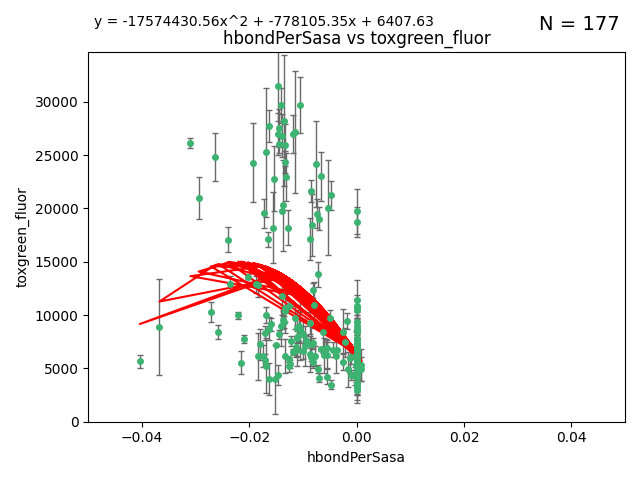 y = -17574430.56x^2 + -778105.35x + 6407.63
N = 177
hbondPerSasa vs toxgreen_fluor
30000
25000
20000
15000
10000
5000
0
toxgreen_fluor
−0.04
−0.02
0.00
0.02
0.04
hbondPerSasa